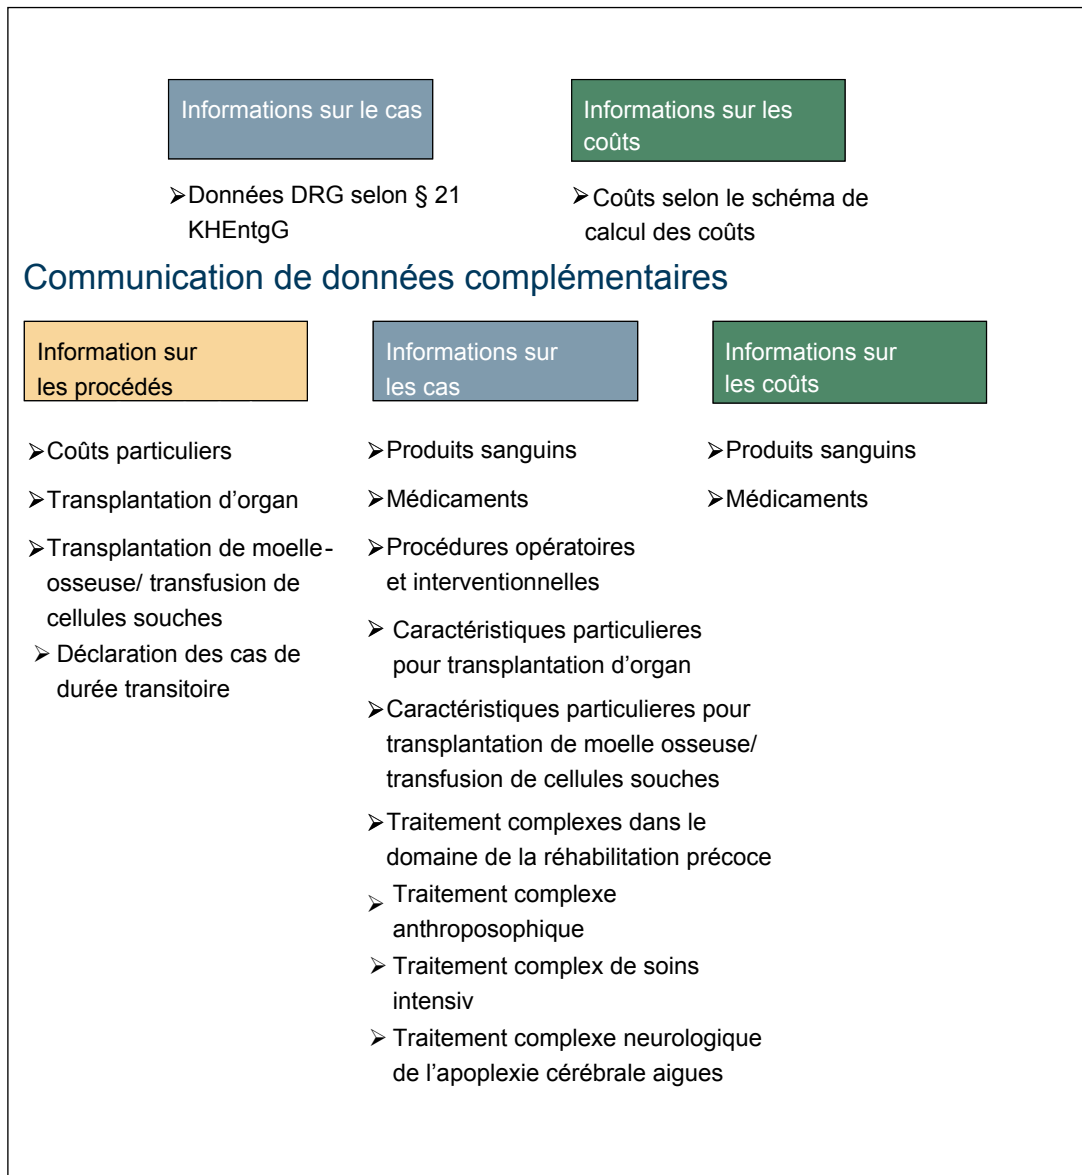 Informations sur le cas
➢Données DRG selon § 21
KHEntgG
Informations sur les
coûts
➢ Coûts selon le schéma de
calcul des coûts
Communication de données complémentaires
Information sur
les procédés
➢Coûts particuliers
➢Transplantation d’organ
➢Transplantation de moelle-
osseuse/ transfusion de
cellules souches
➢ Déclaration des cas de
durée transitoire
Informations sur
les cas
➢Produits sanguins
➢Médicaments
➢Procédures opératoires
et interventionnelles
➢ Caractéristiques particulieres
pour transplantation d’organ
➢Caractéristiques particulieres pour
transplantation de moelle osseuse/
transfusion de cellules souches
➢Traitement complexes dans le
domaine de la réhabilitation précoce
➢ Traitement complexe
anthroposophique
➢ Traitement complex de soins
intensiv
➢ Traitement complexe neurologique
de l’apoplexie cérébrale aigues
Informations sur
les coûts
➢Produits sanguins
➢Médicaments